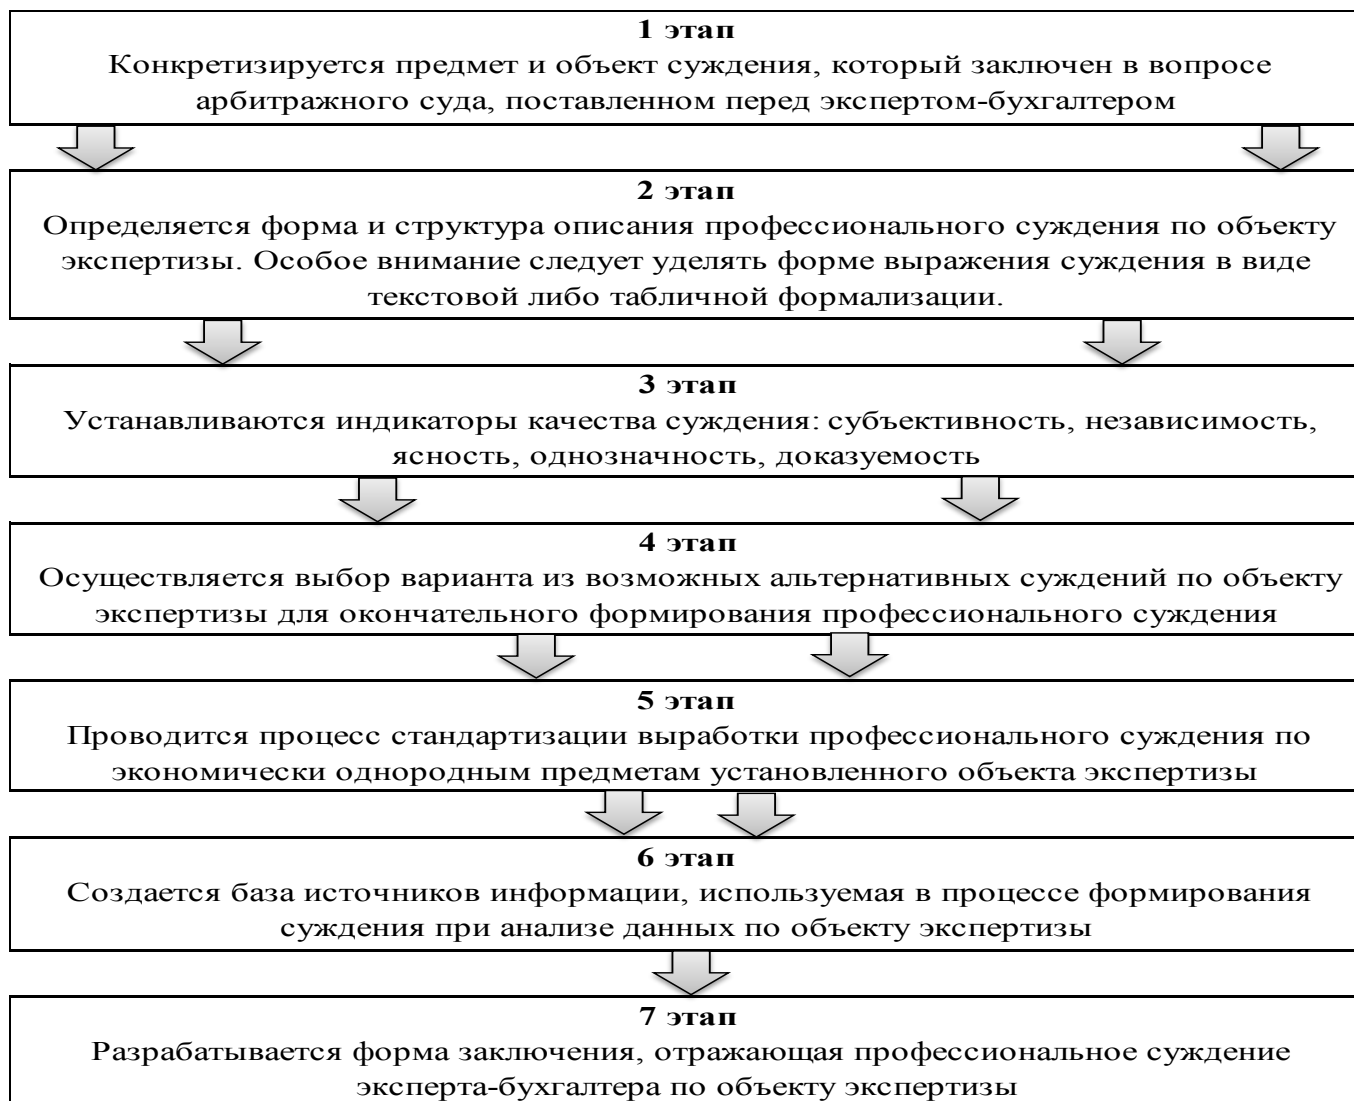 1 этап
Конкретизируется предмет и объект суждения, который заключен в вопросе
арбитражного суда, поставленном перед экспертом-бухгалтером
2 этап
Определяется форма и структура описания профессионального суждения по объекту
экспертизы. Особое внимание следует уделять форме выражения суждения в виде
текстовой либо табличной формализации.
3 этап
Устанавливаются индикаторы качества суждения: субъективность, независимость,
ясность, однозначность, доказуемость
4 этап
Осуществляется выбор варианта из возможных альтернативных суждений по объекту
экспертизы для окончательного формирования профессионального суждения
5 этап
Проводится процесс стандартизации выработки профессионального суждения по
экономически однородным предметам установленного объекта экспертизы
6 этап
Создается база источников информации, используемая в процессе формирования
суждения при анализе данных по объекту экспертизы
7 этап
Разрабатывается форма заключения, отражающая профессиональное суждение
эксперта-бухгалтера по объекту экспертизы